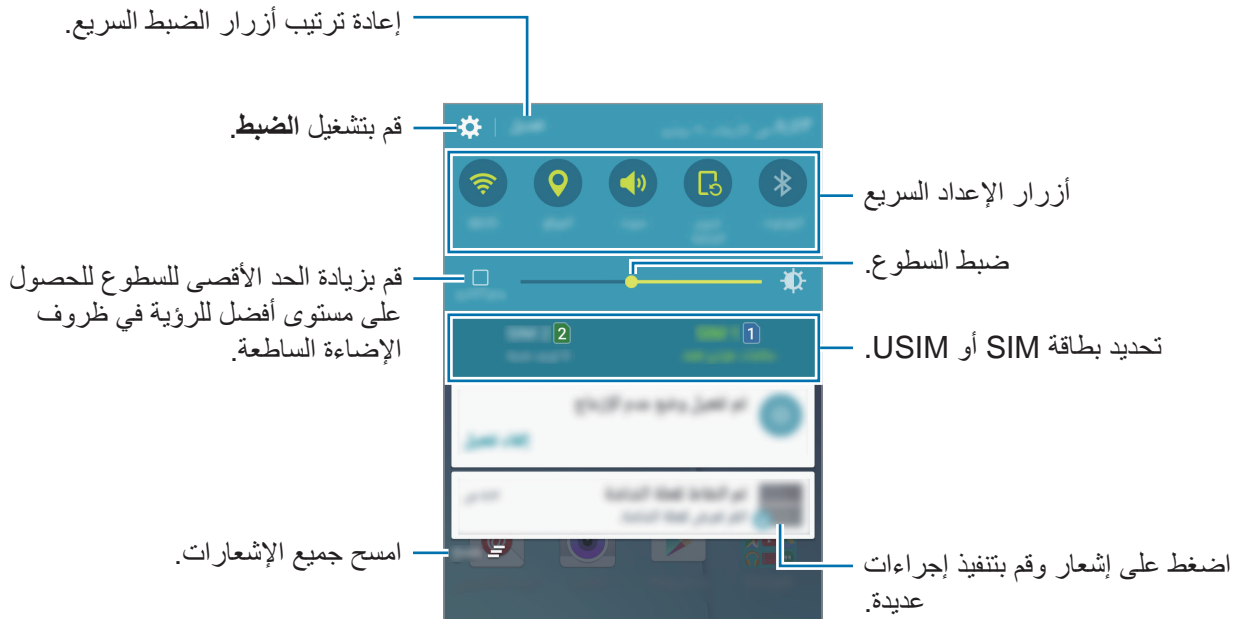 إعادة ترتيب أزرار الضبط السريع.
قم بتشغيل الضبط.
أزرار الإعداد السريع
ضبط السطوع.
قم بزيادة الحد الأقصى للسطوع للحصول
على مستوى أفضل للرؤية في ظروف
الإضاءة الساطعة.
2
1
تحديد بطاقة SIM أو USIM.
امسح جميع الإشعارات.
اضغط على إشعار وقم بتنفيذ إجراءات
عديدة.